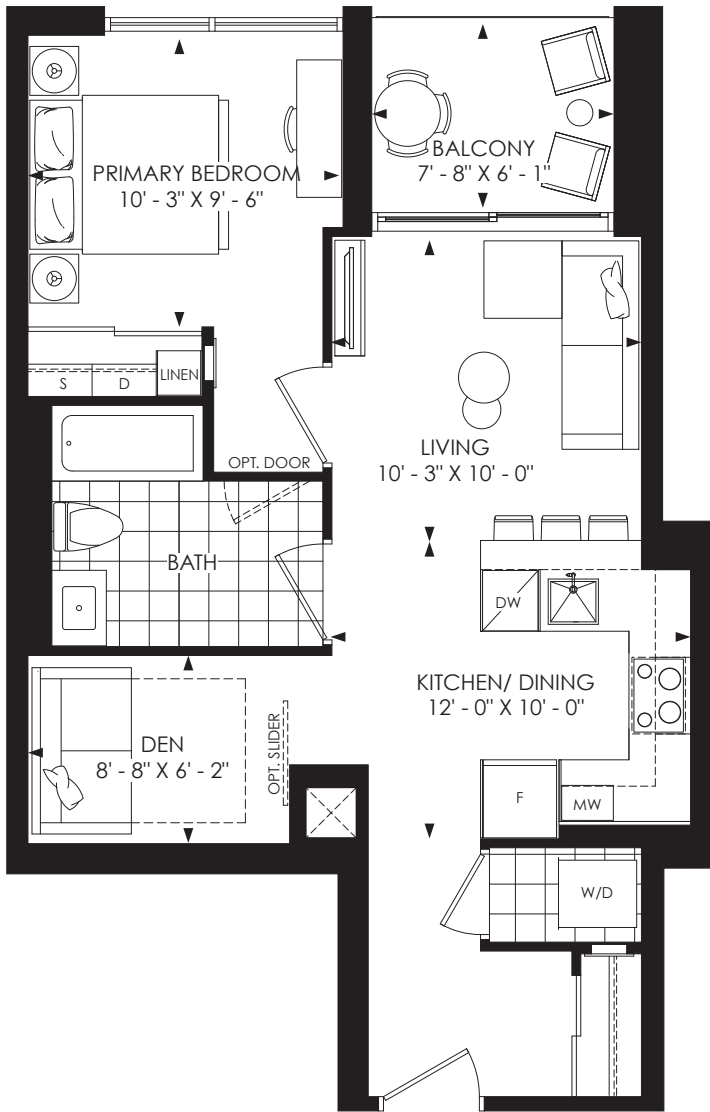 PRIMARY BEDROOM
10' - 3" X 9' - 6"
BALCONY
7' - 8" X 6' - 1"
S
D
LINEN
OPT. DOOR
LIVING
10' - 3" X 10' - 0"
BATH
DW
KITCHEN/ DINING
12' - 0" X 10' - 0"
DEN
8' - 8" X 6' - 2"
OPT. SLIDER
F
MW
W/D